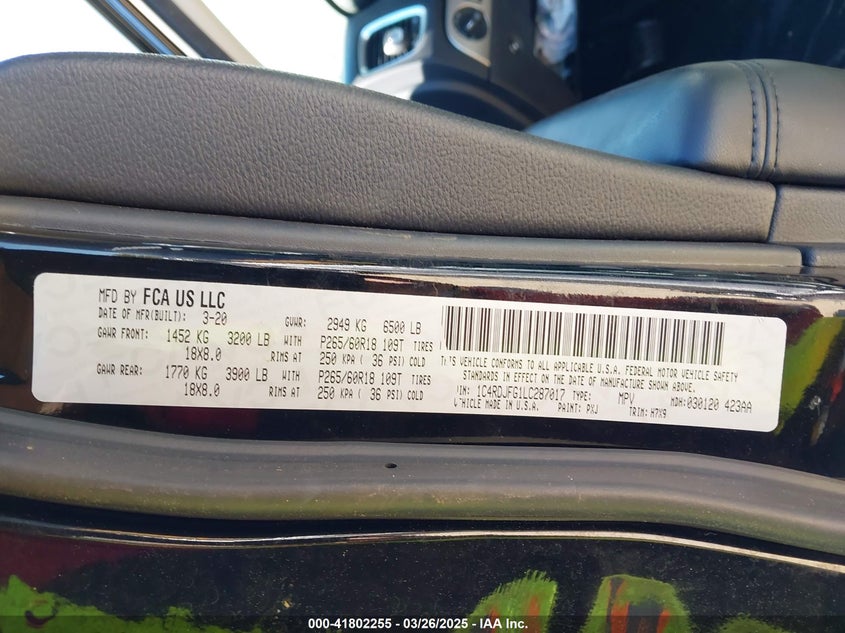 MFD BY FCA US LLC
DATE OF MFR(BUILT): 3-20 GVWR: 2949 KG 6500 LB
GAWR FRONT: 1452 KG 3200 LB WITH P265/60R18 109T TIRES
18X8.0 RIMS AT 250 KPA ( 36 PSI) COLD
GAWR REAR: 1770 KG 3900 LB WITH P265/60R18 109T TIRES
18X8.0 RIMS AT 250 KPA ( 36 PSI) COLD
THIS VEHICLE CONFORMS TO ALL APPLICABLE U.S.A. FEDERAL MOTOR VEHICLE SAFETY
STANDARDS IN EFFECT ON THE DATE OF MANUFACTURE SHOWN ABOVE.
VIN: 1C4RDJFG1LC287017 TYPE: MPV MDH: 030120 423AA
VEHICLE MADE IN U.S.A. PAINT: PXJ TRIM: H7X9
000-41802255 - 03/26/2025 - IAA Inc.